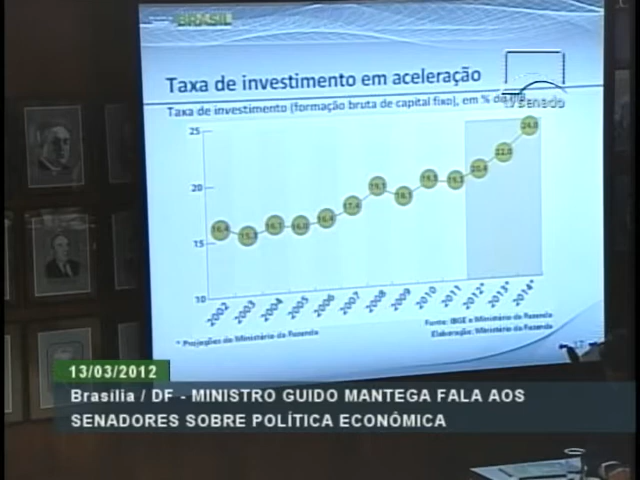 BRASIL
Taxa de investimento em aceleração
Taxa de investimento (formação bruta de capital fixo), em % do
TV Senado
25
20
15
10
16,4 15,3 16,1 16,0 16,4 17,4 19,1 18,1 19,5 19,3 20,4 22,0 24,0
2002 2003 2004 2005 2006 2007 2008 2009 2010 2011 2012* 2013* 2014*
* Projeções do Ministério da Fazenda
Fonte: IBGE e Ministério da Fazenda
Elaboração: Ministério da Fazenda
17
13/03/2012
Brasília / DF - MINISTRO GUIDO MANTEGA FALA AOS
SENADORES SOBRE POLÍTICA ECONÔMICA